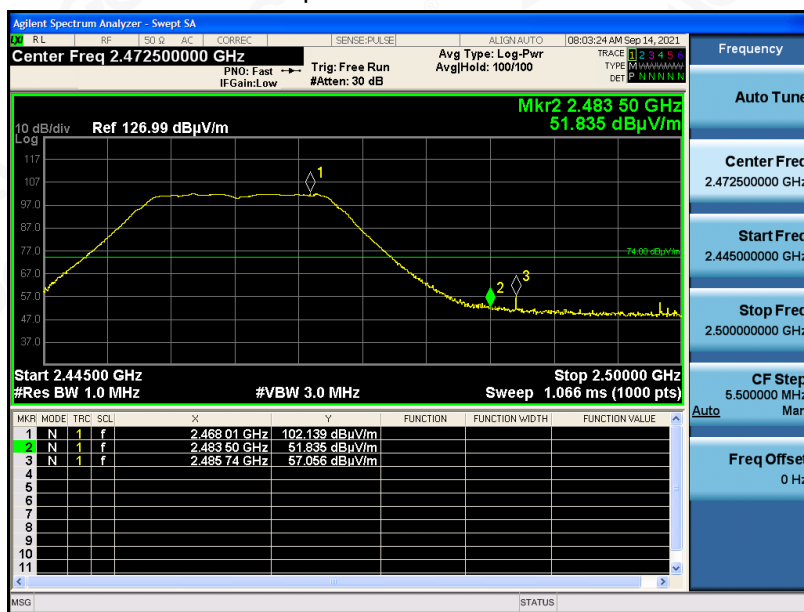 Agilent Spectrum Analyzer - Swept SA
LXI RL RF 50 Ω AC CORREC SENSE:PULSE ALIGN AUTO 08:03:24 AM Sep 14, 2021
Center Freq 2.472500000 GHz
PNO: Fast
IFGain:Low
Trig: Free Run
#Atten: 30 dB
Avg Type: Log-Pwr
Avg|Hold: 100/100
TRACE 1 2 3 4 5 6
TYPE M WWWWW
DET P N N N N N
Mkr2 2.483 50 GHz
51.835 dBµV/m
10 dB/div Ref 126.99 dBµV/m
Log
117
107
97.0
87.0
77.0
67.0
57.0
47.0
37.0
1
2
3
74.00 dBµV/m
Start 2.44500 GHz Stop 2.50000 GHz
#Res BW 1.0 MHz #VBW 3.0 MHz Sweep 1.066 ms (1000 pts)
MKR MODE TRC SCL X Y FUNCTION FUNCTION WIDTH FUNCTION VALUE
1 N 1 f 2.468 01 GHz 102.139 dBµV/m
2 N 1 f 2.483 50 GHz 51.835 dBµV/m
3 N 1 f 2.485 74 GHz 57.056 dBµV/m
4
5
6
7
8
9
10
11
MSG STATUS
Frequency
Auto Tune
Center Freq
2.472500000 GHz
Start Freq
2.445000000 GHz
Stop Freq
2.500000000 GHz
CF Step
5.500000 MHz
Auto Man
Freq Offset
0 Hz